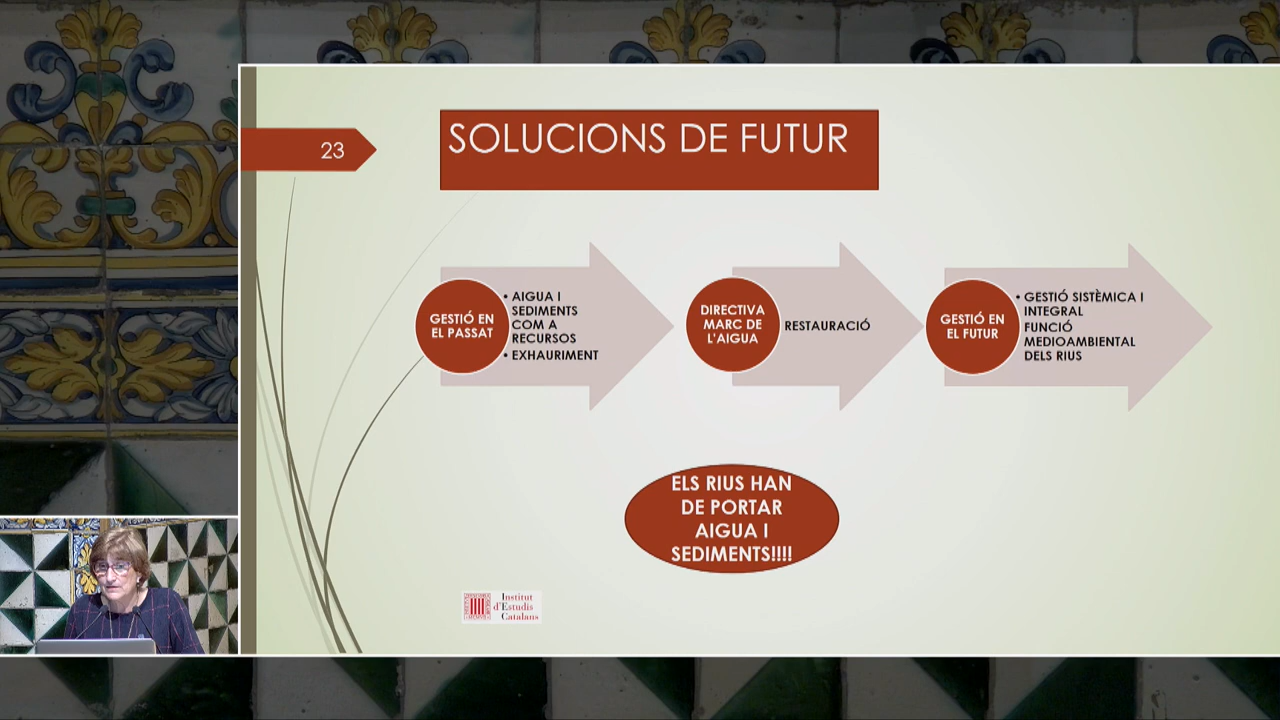 23
SOLUCIONS DE FUTUR
GESTIÓ EN
EL PASSAT
• AIGUA I
SEDIMENTS
COM A
RECURSOS
• EXHAURIMENT
DIRECTIVA
MARC DE
L'AIGUA
RESTAURACIÓ
GESTIÓ EN
EL FUTUR
• GESTIÓ SISTÈMICA I
INTEGRAL
FUNCIÓ
MEDIOAMBIENTAL
DELS RIUS
ELS RIUS HAN
DE PORTAR
AIGUA I
SEDIMENTS!!!!
Institut
d'Estudis
Catalans